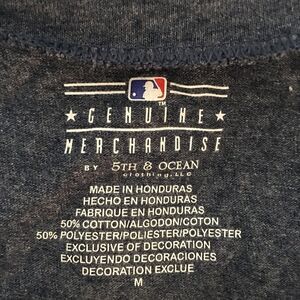 TM
★ GENUINE ★
MERCHANDISE
BY 5TH & OCEAN
clothing, LLC
MADE IN HONDURAS
HECHO EN HONDURAS
FABRIQUE EN HONDURAS
50% COTTON/ALGODON/COTON
50% POLYESTER/POLIESTER/POLYESTER
EXCLUSIVE OF DECORATION
EXCLUYENDO DECORACIONES
DECORATION EXCLUE
M